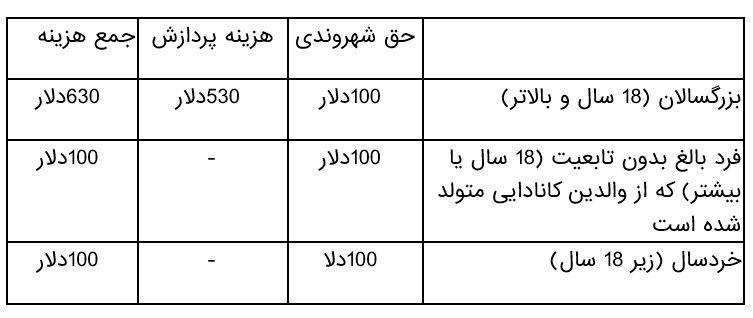 حق شهروندی هزینه پردازش جمع هزینه
بزرگسالان (18 سال و بالاتر) 100دلار 530دلار 630دلار
فرد بالغ بدون تابعیت (18 سال یا 100دلار - 100دلار
بیشتر) که از والدین کانادایی متولد
شده است
خردسال (زیر 18 سال) 100دلا - 100دلار